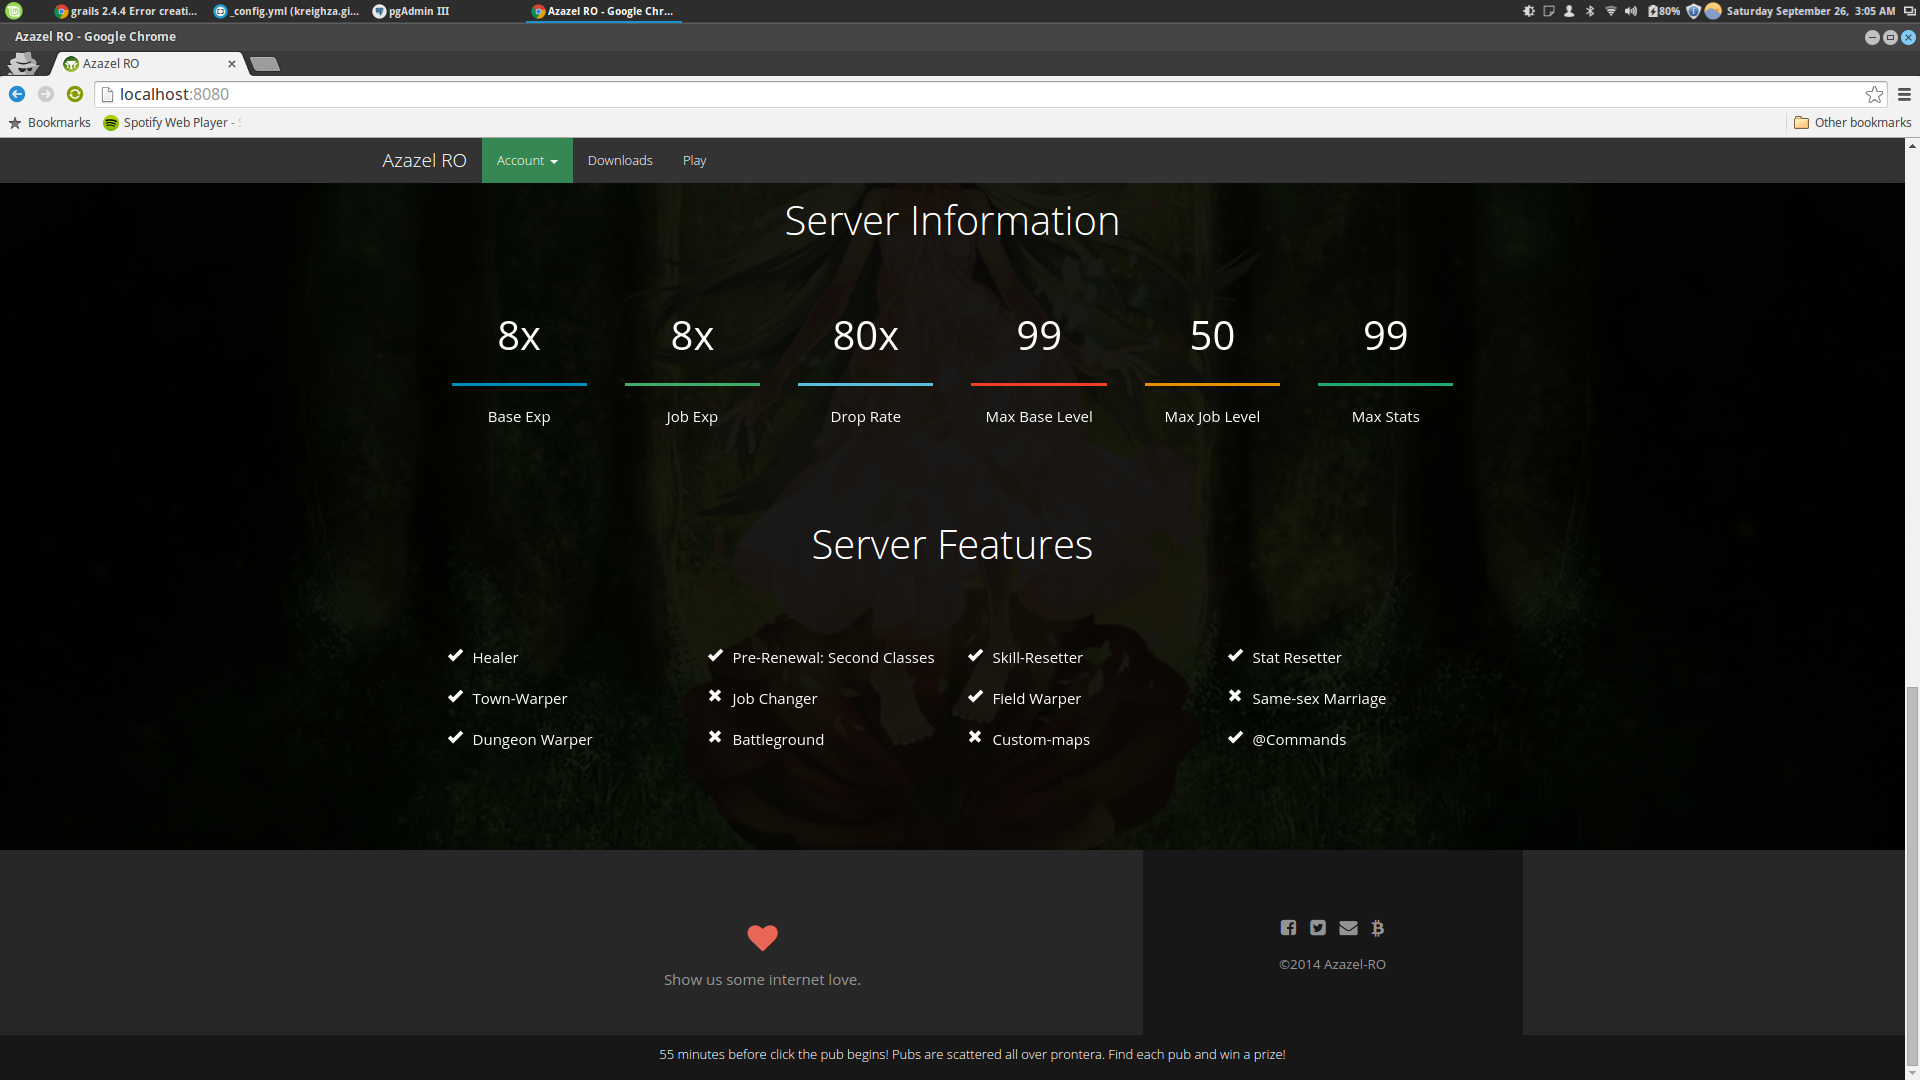 grails 2.4.4 Error creati...
_config.yml (kreighza.gi...
pgAdmin III
Azazel RO - Google Chr...
80%
Saturday September 26, 3:05 AM
Azazel RO - Google Chrome
Azazel RO
localhost:8080
Bookmarks
Spotify Web Player -
Other bookmarks
Azazel RO
Account
Downloads
Play
Server Information
8x
8x
80x
99
50
99
Base Exp
Job Exp
Drop Rate
Max Base Level
Max Job Level
Max Stats
Server Features
Healer
Pre-Renewal: Second Classes
Skill-Resetter
Stat Resetter
Town-Warper
Job Changer
Field Warper
Same-sex Marriage
Dungeon Warper
Battleground
Custom-maps
@Commands
Show us some internet love.
©2014 Azazel-RO
55 minutes before click the pub begins! Pubs are scattered all over prontera. Find each pub and win a prize!